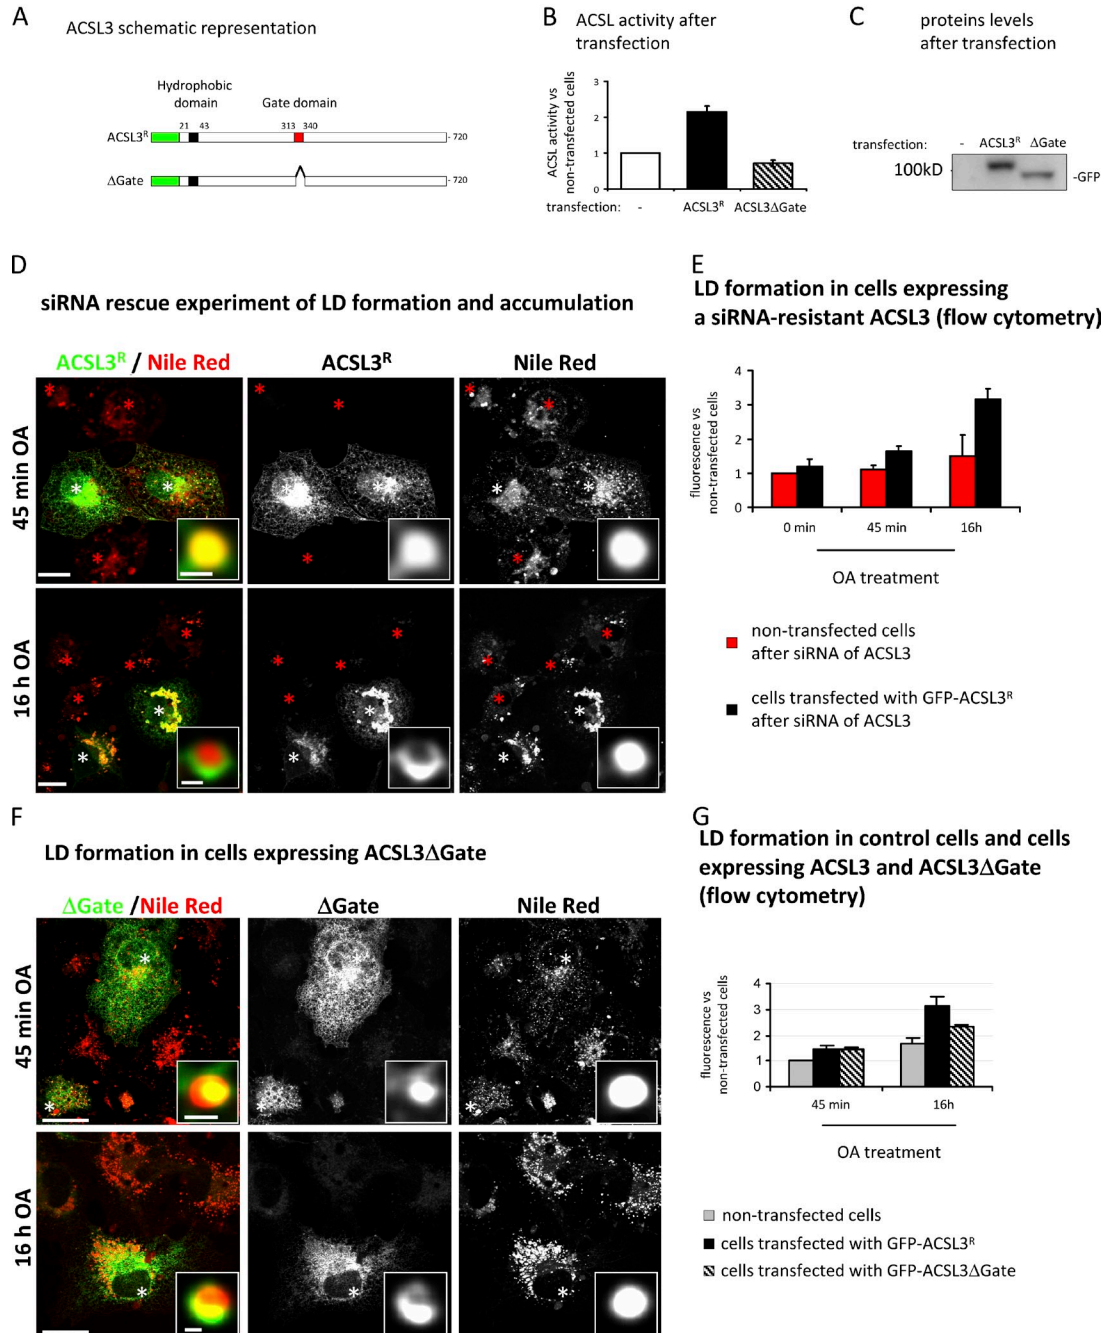 A
ACSL3 schematic representation
Hydrophobic
domain
Gate domain
21 43 313 340
ACSL3ᴿ - 720
ΔGate - 720
B
ACSL activity after
transfection
ACSL activity vs
non-transfected cells
3
2
1
0
transfection: - ACSL3ᴿ ACSL3ΔGate
C
proteins levels
after transfection
transfection: - ACSL3ᴿ ΔGate
100kD
-GFP
D
siRNA rescue experiment of LD formation and accumulation
ACSL3ᴿ / Nile Red ACSL3ᴿ Nile Red
45 min OA
* * * * * * * * * * * * * * *
16 h OA
* * * * * * * * * * * * * * * * * *
E
LD formation in cells expressing
a siRNA-resistant ACSL3 (flow cytometry)
fluorescence vs
non-transfected cells
4
3
2
1
0
0 min 45 min 16h
OA treatment
non-transfected cells
after siRNA of ACSL3
cells transfected with GFP-ACSL3ᴿ
after siRNA of ACSL3
F
LD formation in cells expressing ACSL3ΔGate
ΔGate /Nile Red ΔGate Nile Red
45 min OA
* * * * * *
16 h OA
* * *
G
LD formation in control cells and cells
expressing ACSL3 and ACSL3ΔGate
(flow cytometry)
fluorescence vs
non-transfected cells
4
3
2
1
0
45 min 16h
OA treatment
non-transfected cells
cells transfected with GFP-ACSL3ᴿ
cells transfected with GFP-ACSL3ΔGate